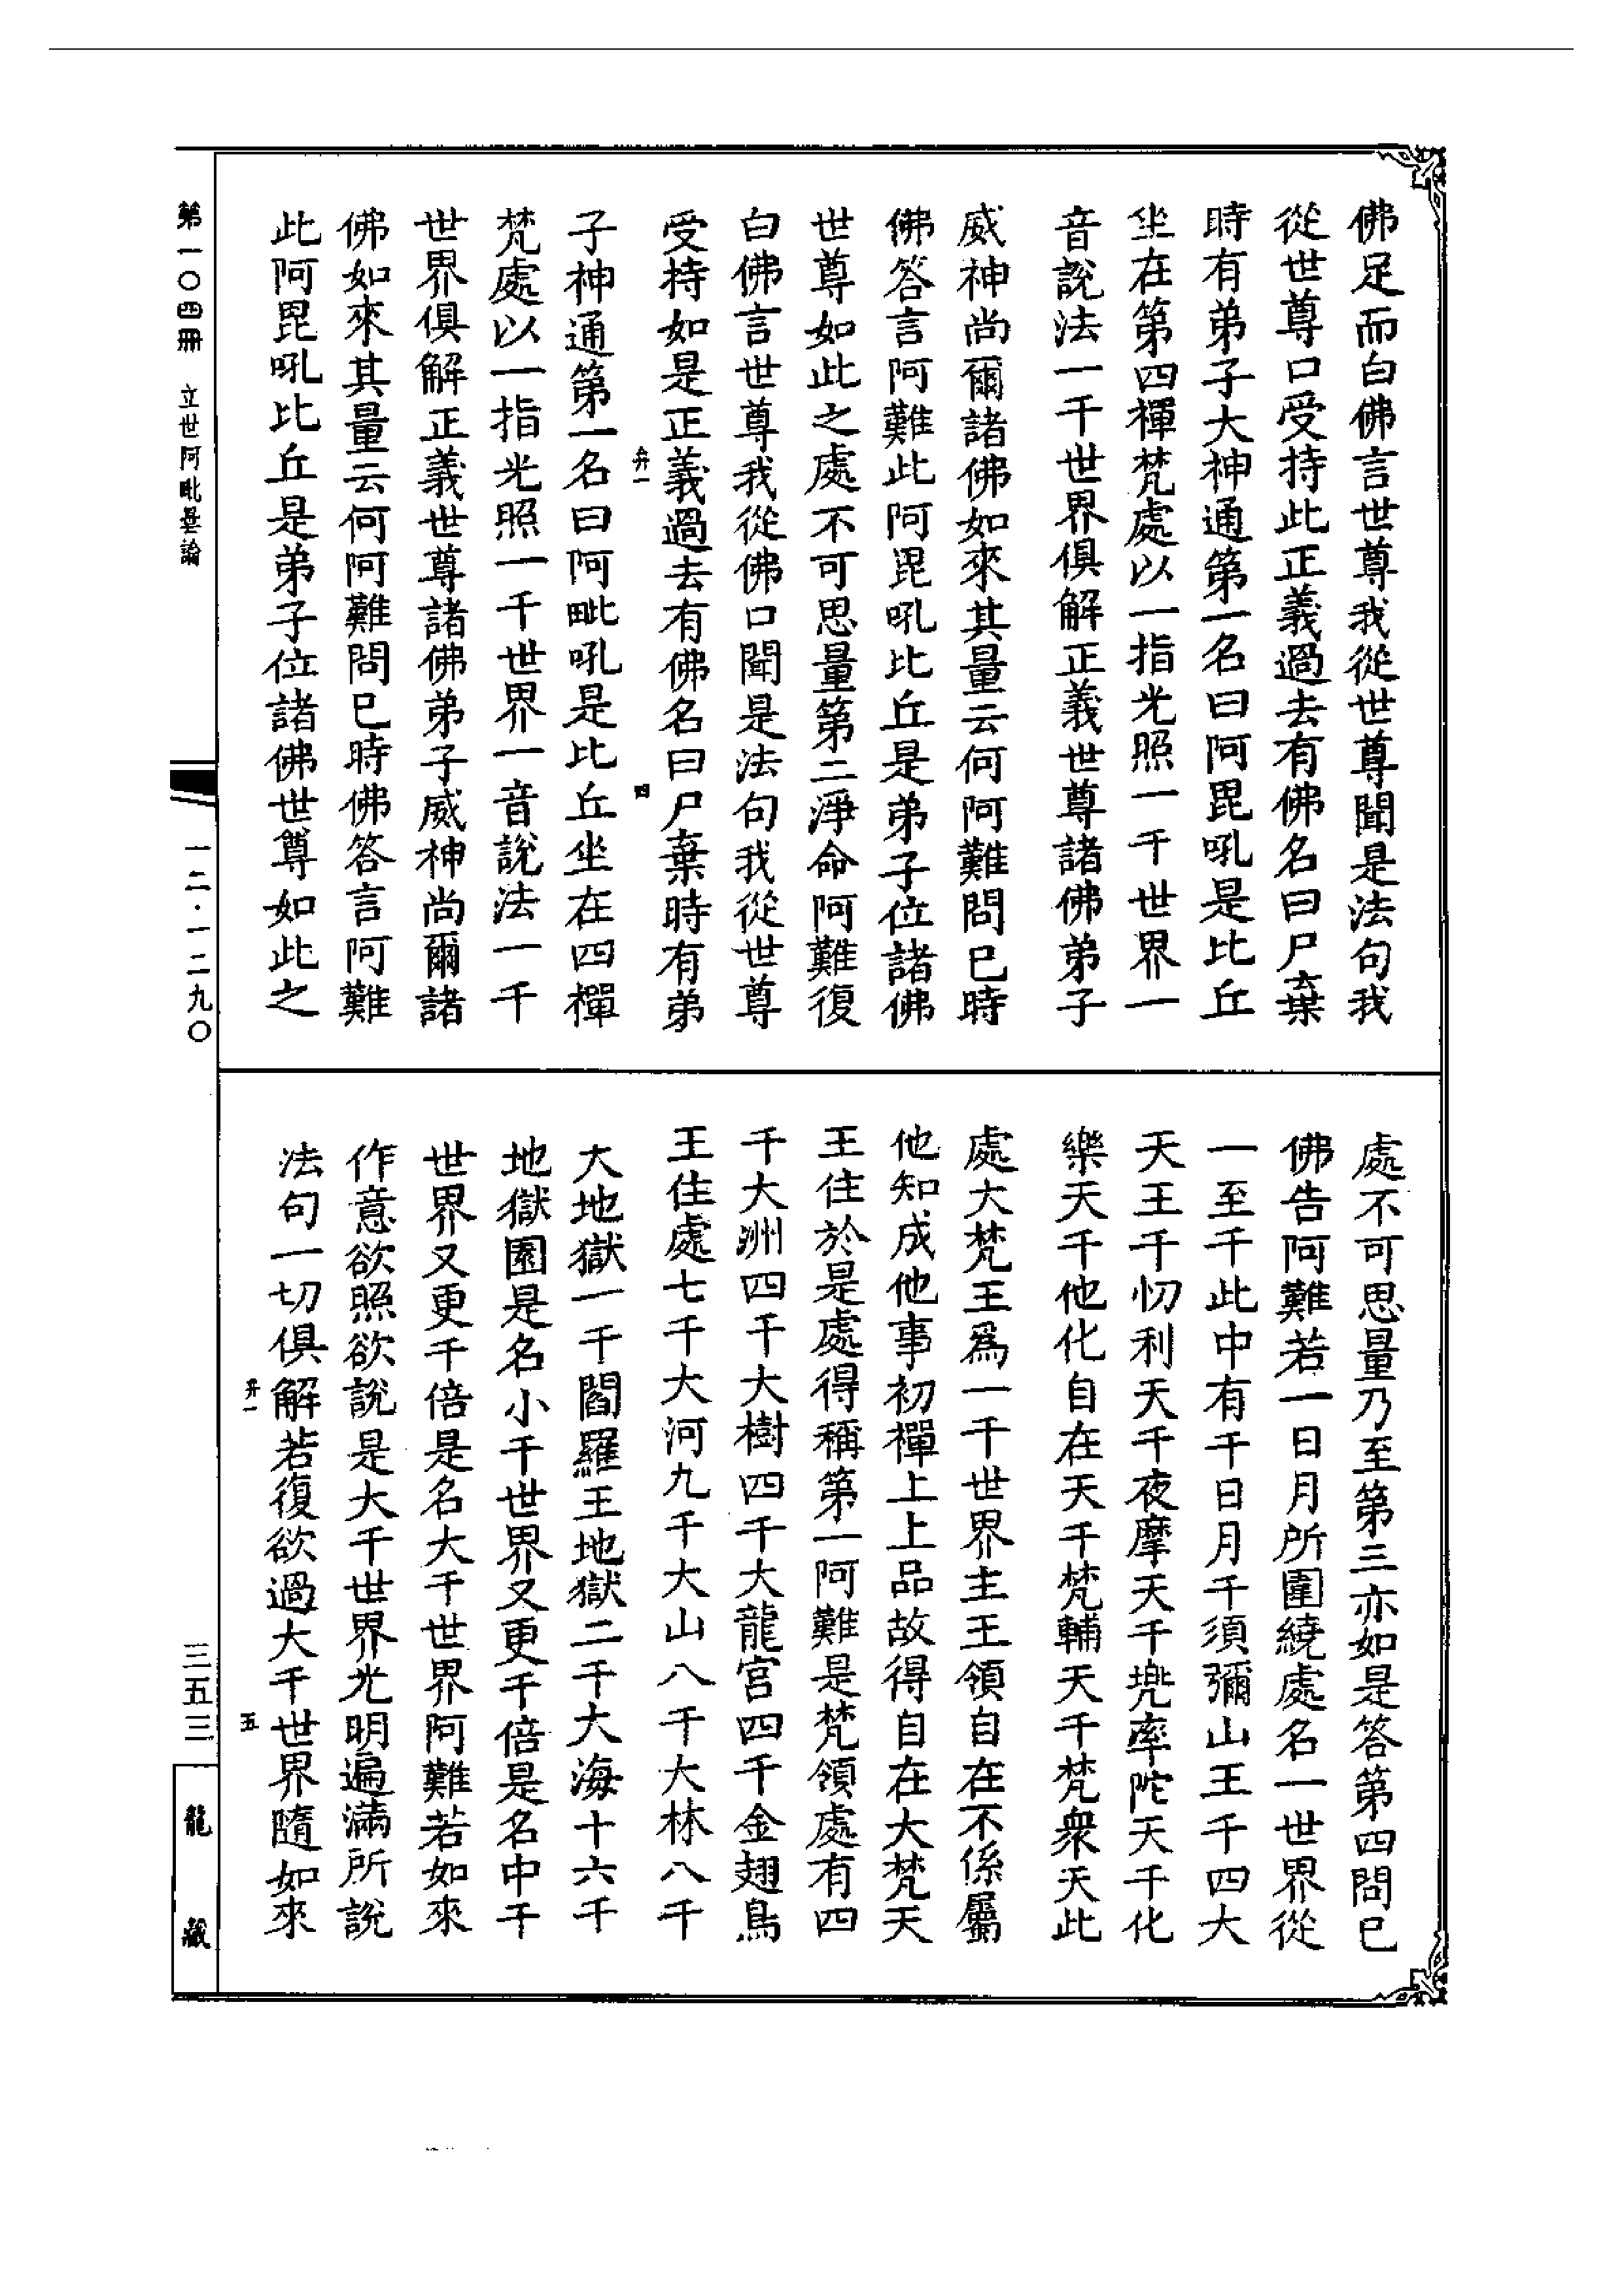 佛足而白佛言世尊我從世尊聞是法句我
從世尊口受持此正義過去有佛名曰尸棄
時有弟子大神通第一名曰阿毘吼是比丘
坐在第四禪梵處以一指光照一千世界一
音說法一千世界俱解正義世尊諸佛弟子
威神尚爾諸佛如來其量云何阿難問已時
佛答言阿難此阿毘吼比丘是弟子位諸佛
世尊如此之處不可思量第二淨命阿難復
白佛言世尊我從佛口聞是法句我從世尊
受持如是正義過去有佛名曰尸棄時有弟
弁一
四
子神通第一名曰阿毗吼是比丘坐在四禪
梵處以一指光照一千世界一音說法一千
世界俱解正義世尊諸佛弟子威神尚爾諸
佛如來其量云何阿難問已時佛答言阿難
此阿毘吼比丘是弟子位諸佛世尊如此之
處不可思量乃至第三亦如是答第四問已
佛告阿難若一日月所圍繞處名一世界從
一至千此中有千日月千須彌山王千四大
天王千忉利天千夜摩天千兠率陀天千化
樂天千他化自在天千梵輔天千梵衆天此
處大梵王爲一千世界主王領自在不係屬
他知成他事初禪上上品故得自在大梵天
王住於是處得稱第一阿難是梵領處有四
千大洲四千大樹四千大龍宮四千金翅鳥
王住處七千大河九千大山八千大林八千
大地獄一千閻羅王地獄二千大海十六千
地獄園是名小千世界又更千倍是名中千
世界又更千倍是名大千世界阿難若如來
作意欲照欲說是大千世界光明遍滿所說
法句一切俱解若復欲過大千世界隨如來
弁一
五
第一〇四冊 立世阿毗曇論
一二·一二九〇
三五三
龍藏